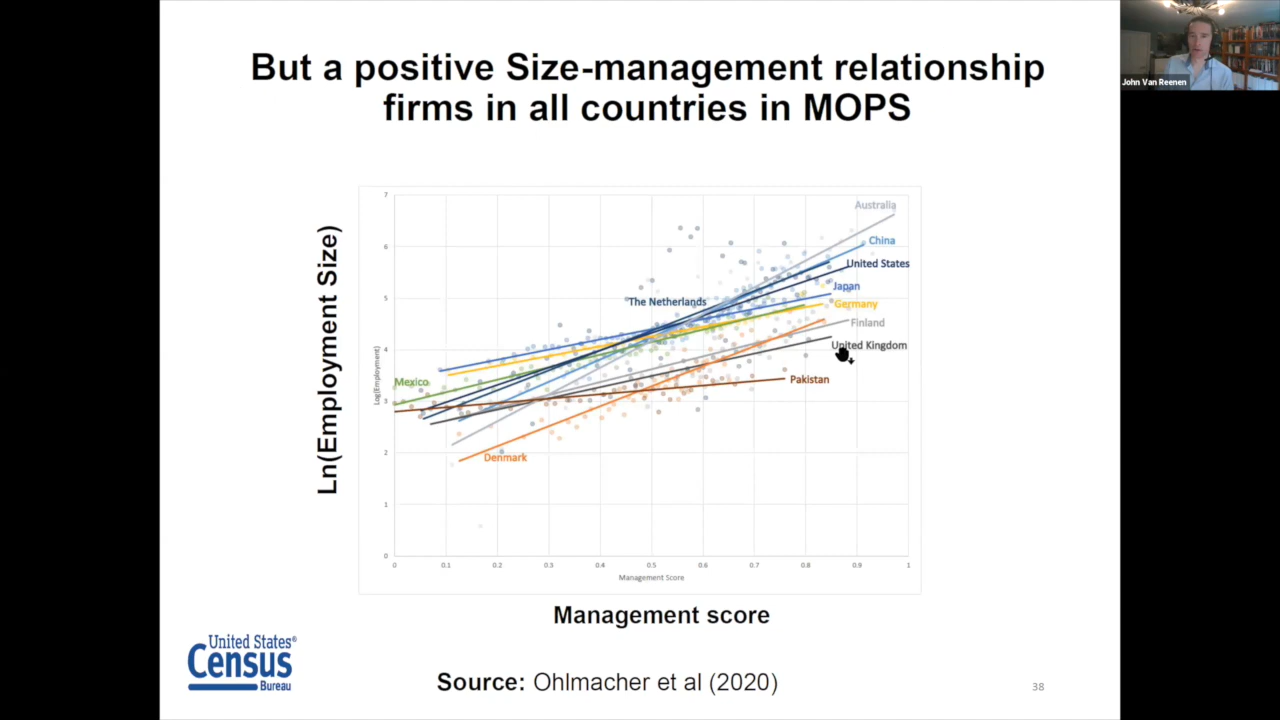 But a positive Size-management relationship
firms in all countries in MOPS
John Van Reenen
Ln(Employment Size)
Log(Employment)
7
6
5
4
3
2
1
0
Australia
China
United States
The Netherlands
Japan
Germany
Finland
United Kingdom
Mexico
Pakistan
Denmark
0
0.1
0.2
0.3
0.4
0.5
0.6
0.7
0.8
0.9
1
Management Score
Management score
United States®
Census
Bureau
Source: Ohlmacher et al (2020)
38